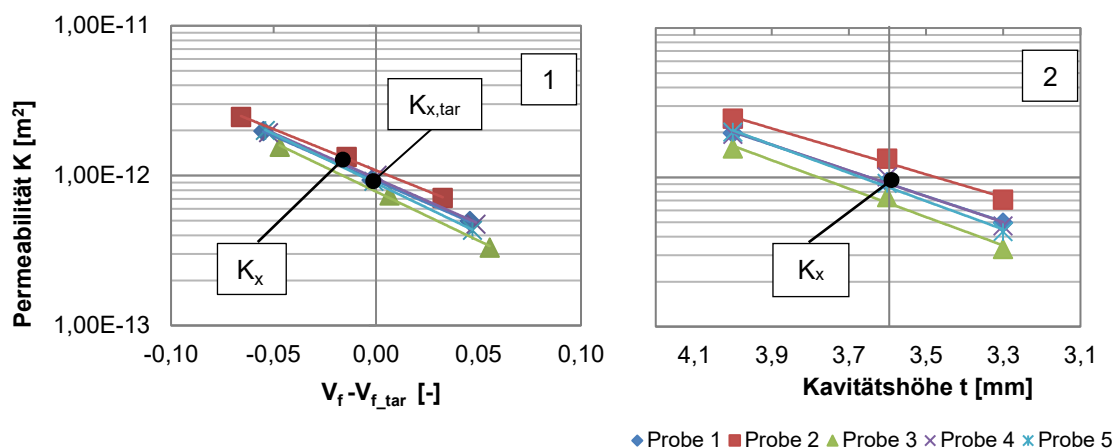 1,00E-11
1,00E-12
1,00E-13
Permeabilität K [m²]
1
Kx,tar
Kx
-0,10 -0,05 0,00 0,05 0,10
Vf -Vf_tar [-]
2
Kx
4,1 3,9 3,7 3,5 3,3 3,1
Kavitätshöhe t [mm]
Probe 1 Probe 2 Probe 3 Probe 4 Probe 5